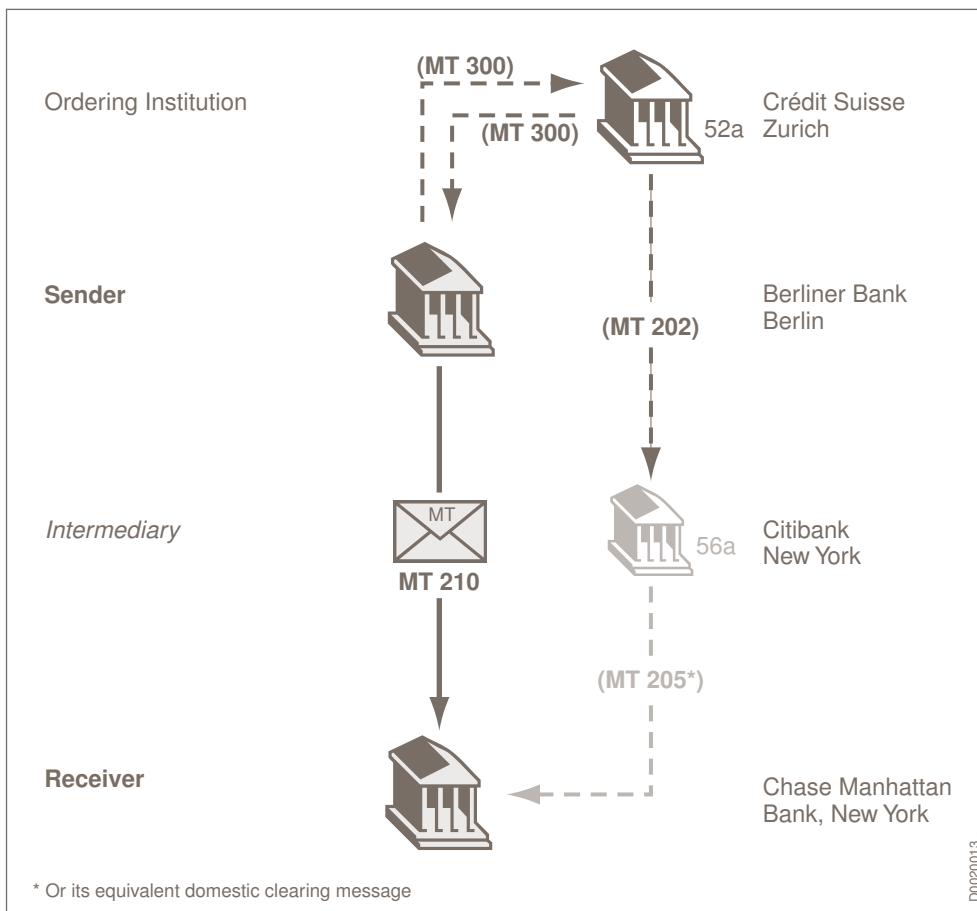 (MT 300)
Ordering Institution
Crédit Suisse
52a
Zurich
(MT 300)
Sender
Berliner Bank
Berlin
(MT 202)
MT
Intermediary
Citibank
56a
New York
MT 210
(MT 205*)
Receiver
Chase Manhattan
Bank, New York
* Or its equivalent domestic clearing message
D0020013